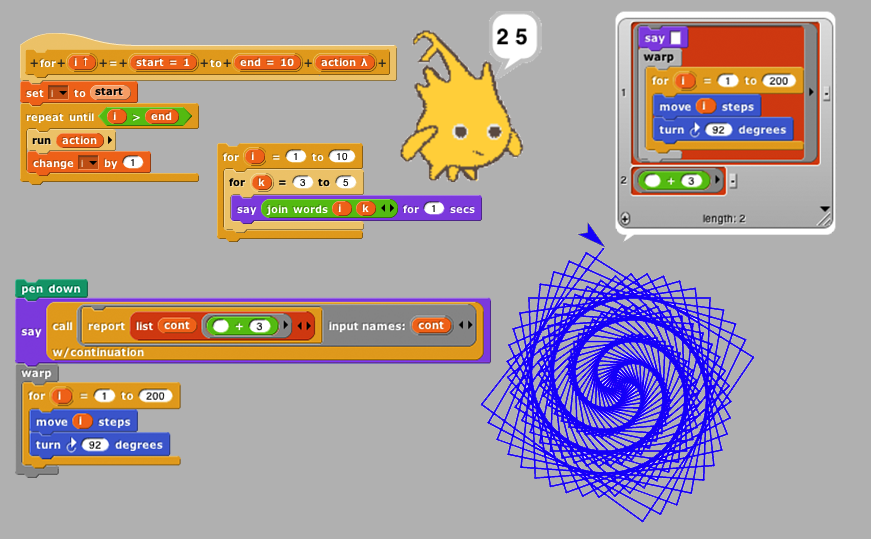 + for + i ↑ + = + start = 1 + to + end = 10 + action λ +
set i to start
repeat until i > end
run action
change i by 1
for i = 1 to 10
for k = 3 to 5
say join words i k for 1 secs
2 5
say
warp
1
for i = 1 to 200
move i steps
turn 92 degrees
2
+ 3
length: 2
pen down
say call report list cont + 3 input names: cont
w/continuation
warp
for i = 1 to 200
move i steps
turn 92 degrees